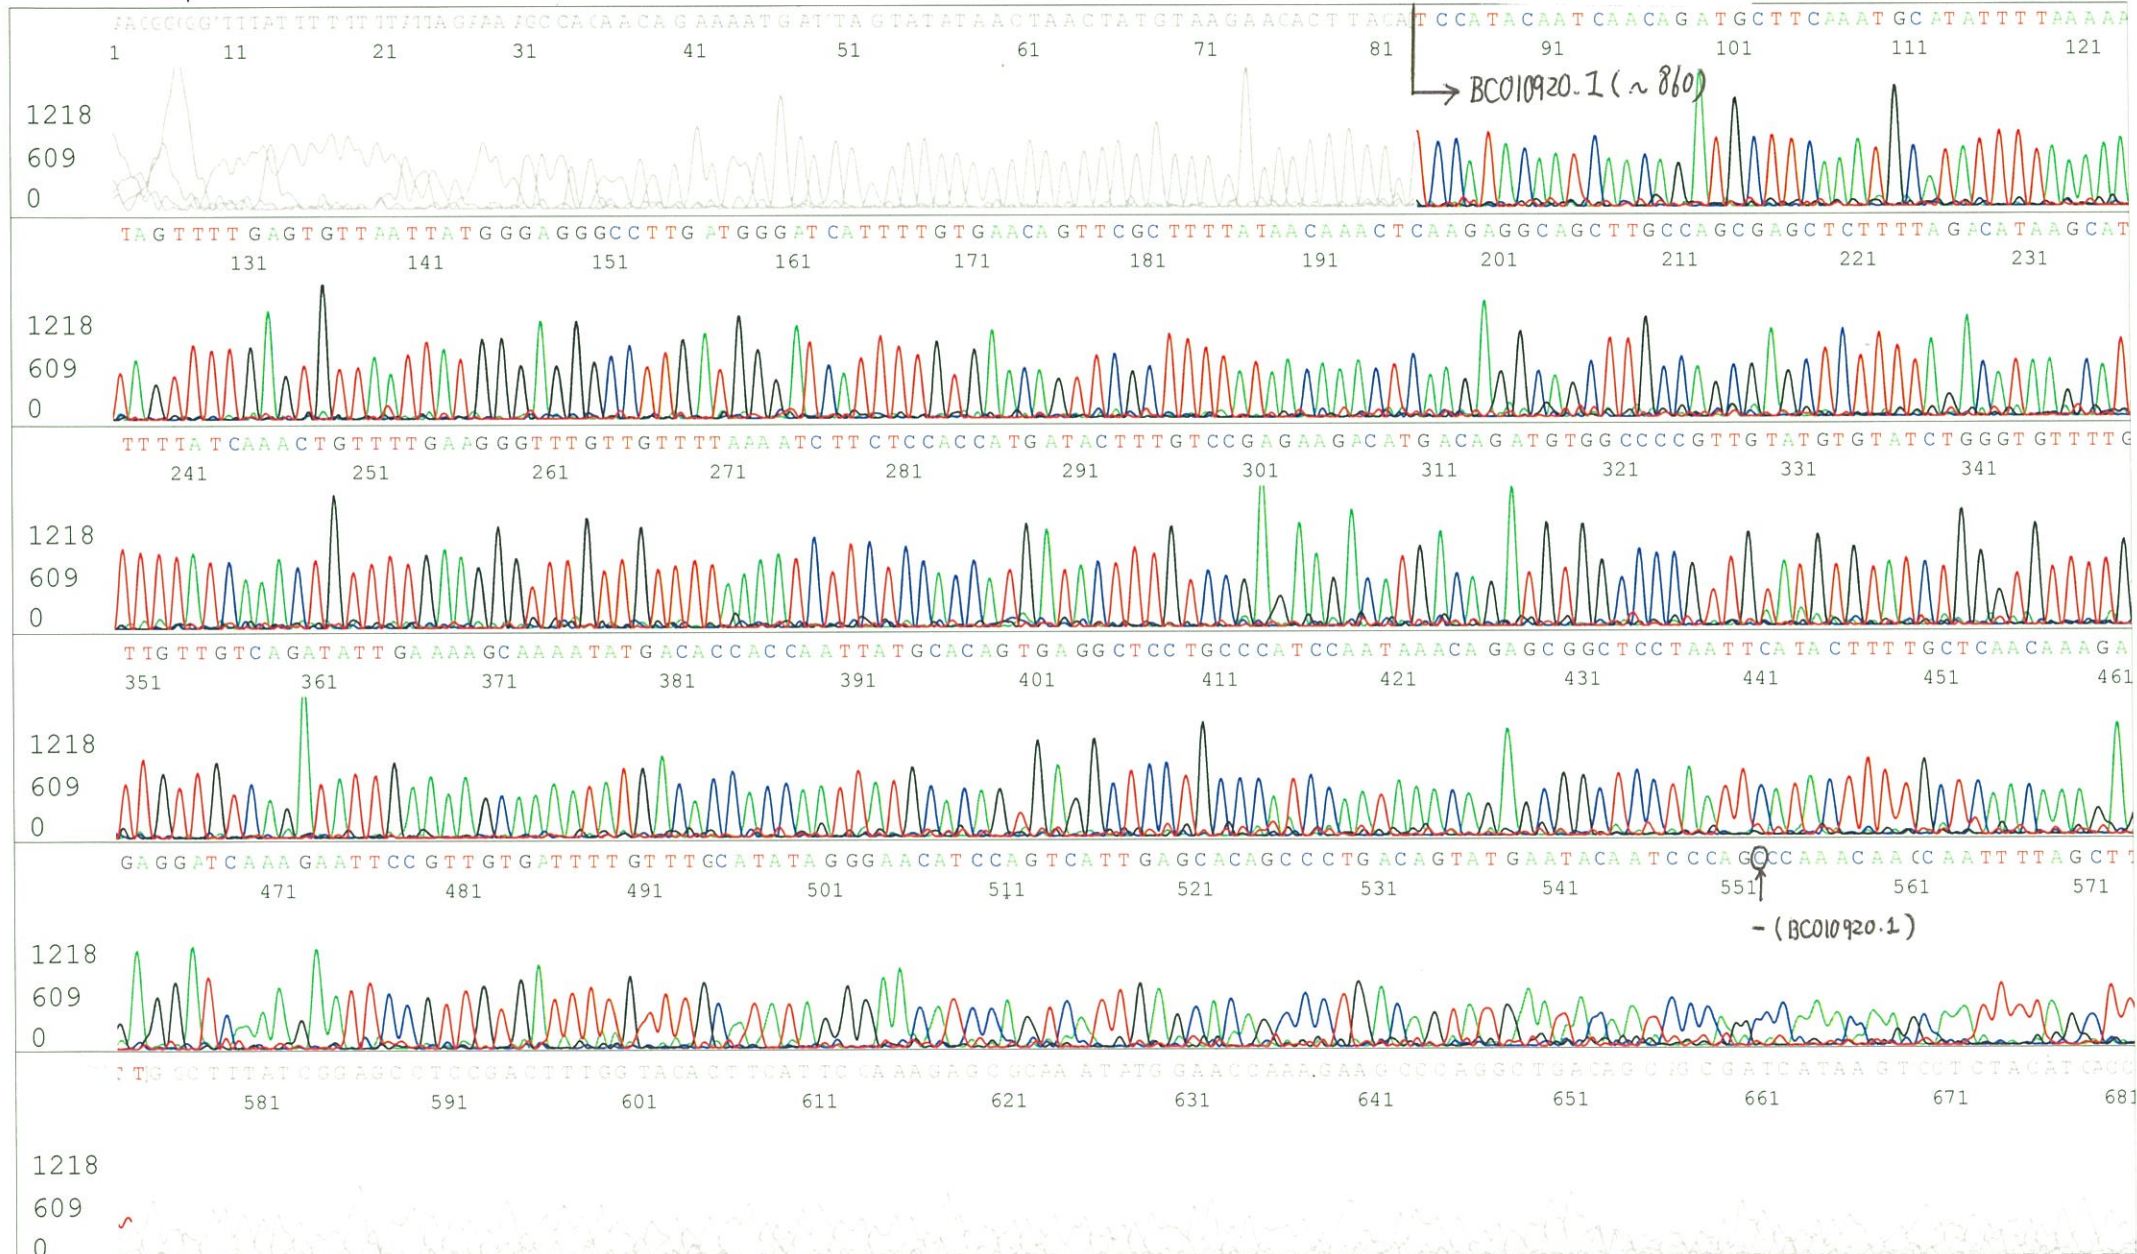 GATTAGTATATAACTAACTATGTAAGAACACTTACATCCATACAATCAACAGATGCTTCAAATGCATATTTTAAAAA
1 11 21 31 41 51 61 71 81 91 101 111 121
BC010920.1 (~860)
1218
609
0
TAGTTTTGAGTGTTAATTATGGGAGGGCCTTGATGGGATCATTTTGTGAACAGTTCGCTTTTATAACAAACTCAAGAGGCAGCTTGCCAGCGAGCTCTTTTAGACATAAGCAT
131 141 151 161 171 181 191 201 211 221 231
1218
609
0
TTTTATCAAACTGTTTTGAAGGGTTTGTTGTTTTAAAATCTTCTCCACCATGATACTTTGTCCGAGAAGACATGACAGATGTGGCCCCGTTGTATGTGTATCTGGGTGTTTTG
241 251 261 271 281 291 301 311 321 331 341
1218
609
0
TTGTTGTCAGATATTGAAAAGCAAAATATGACACCACCAATTATGCACAGTGAGGCTCCTGCCCATCCAATAAACAGAGCGGCTCCTAATTCATACTTTTGCTCAACAAAGA
351 361 371 381 391 401 411 421 431 441 451 461
1218
609
0
GAGGATCAAAGAATTCCGTTGTGATTTTGTTTGCATATAGGGAACATCCAGTCATTGAGCACAGCCCTGACAGTATGAATACAATCCCAGCCCAAACAACCAATTTTAGCTT
471 481 491 501 511 521 531 541 551 561 571
- (BC010920.1)
1218
609
0
581 591 601 611 621 631 641 651 661 671 681
1218
609
0